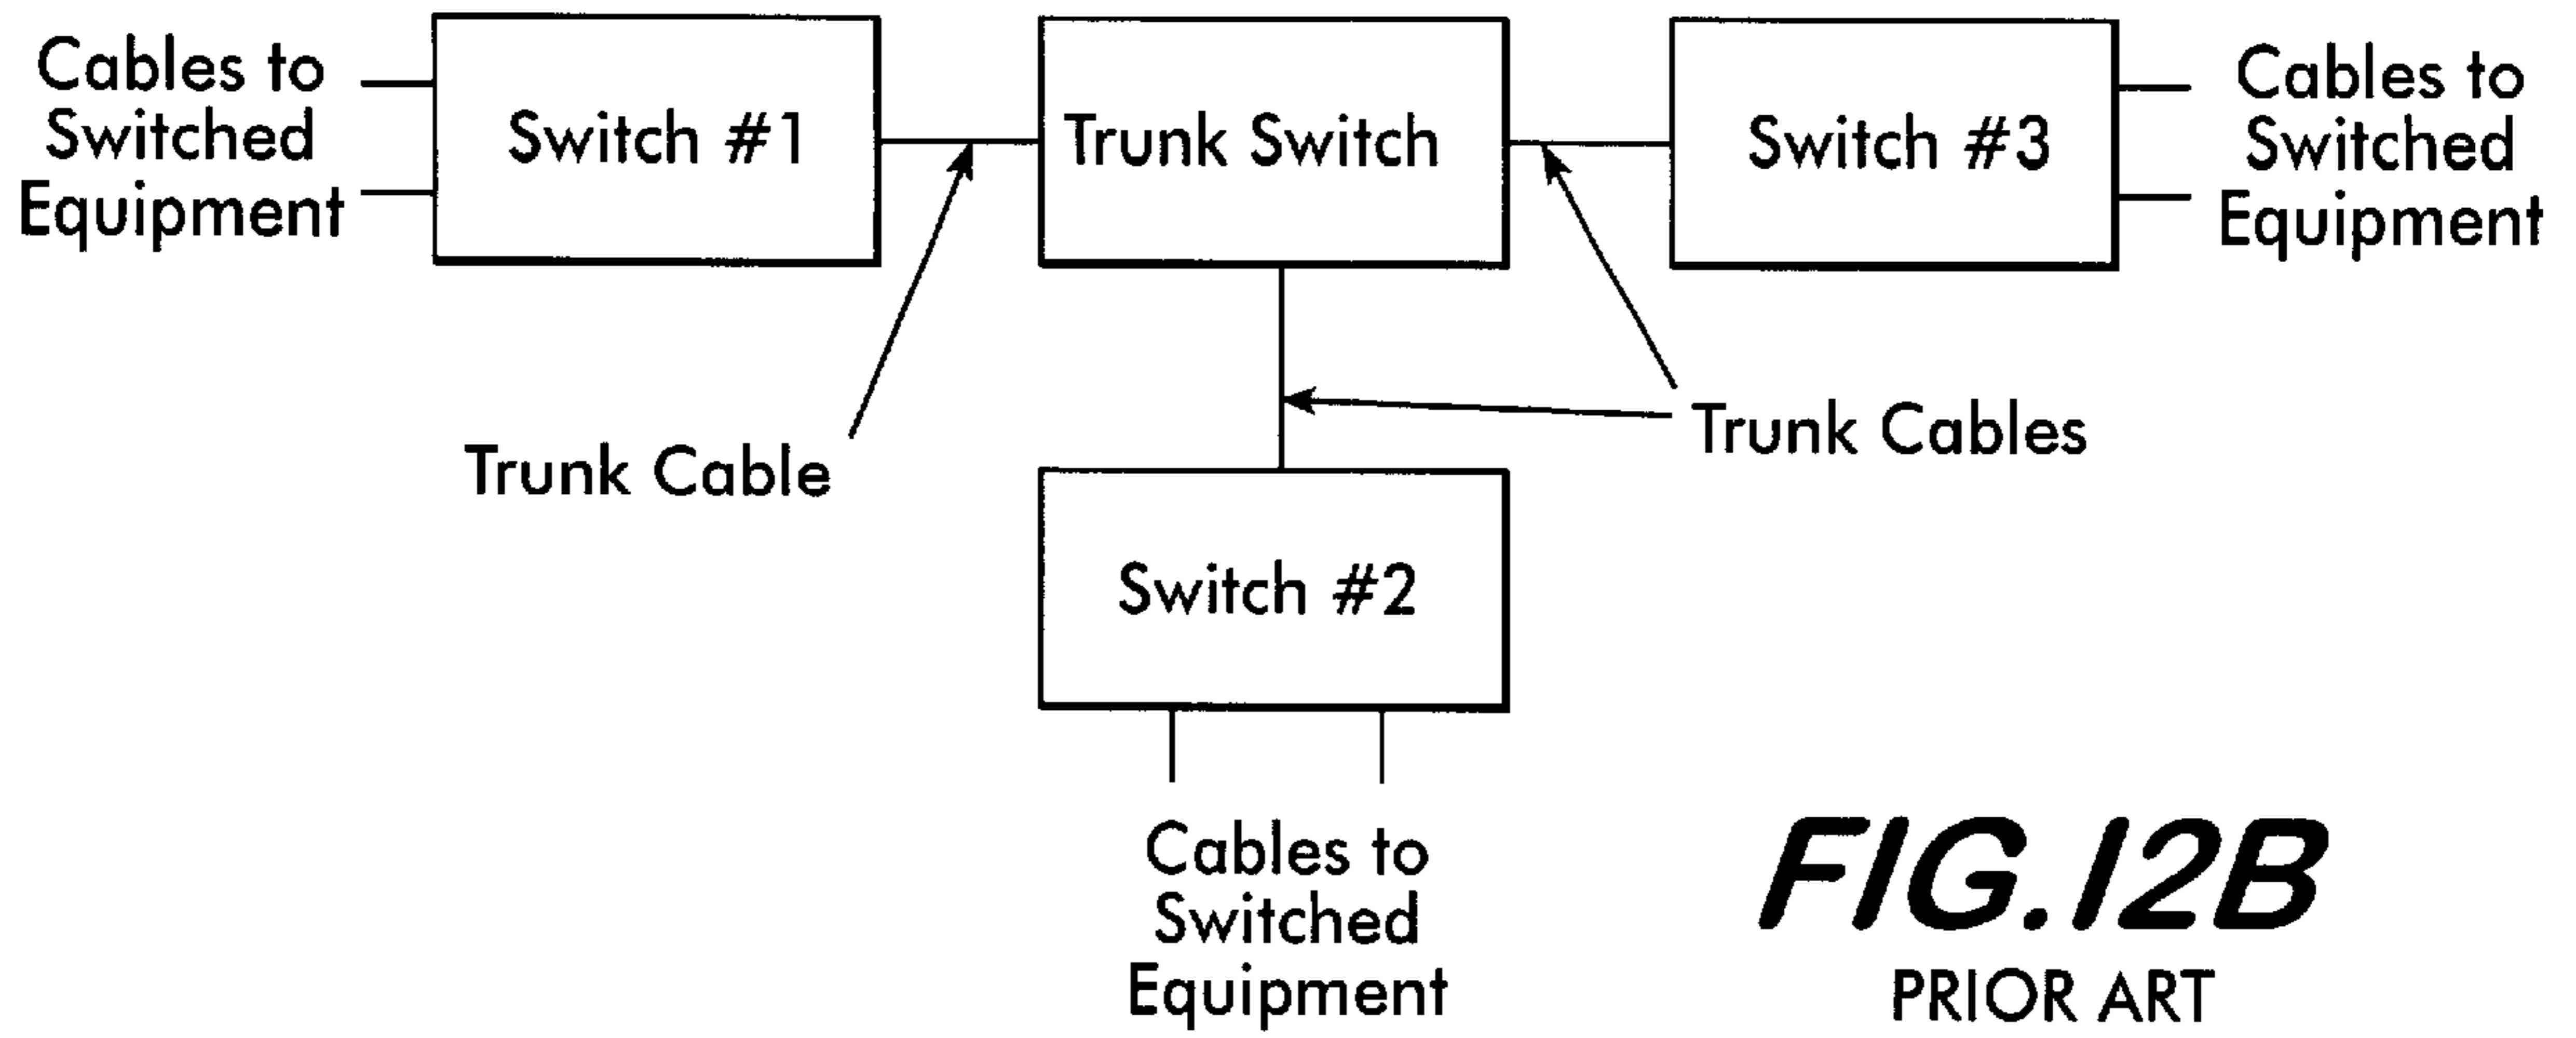 Cables to
Switched
Equipment
Switch #1
Trunk Switch
Switch #3
Cables to
Switched
Equipment
Trunk Cable
Trunk Cables
Switch #2
Cables to
Switched
Equipment
FIG.12B
PRIOR ART